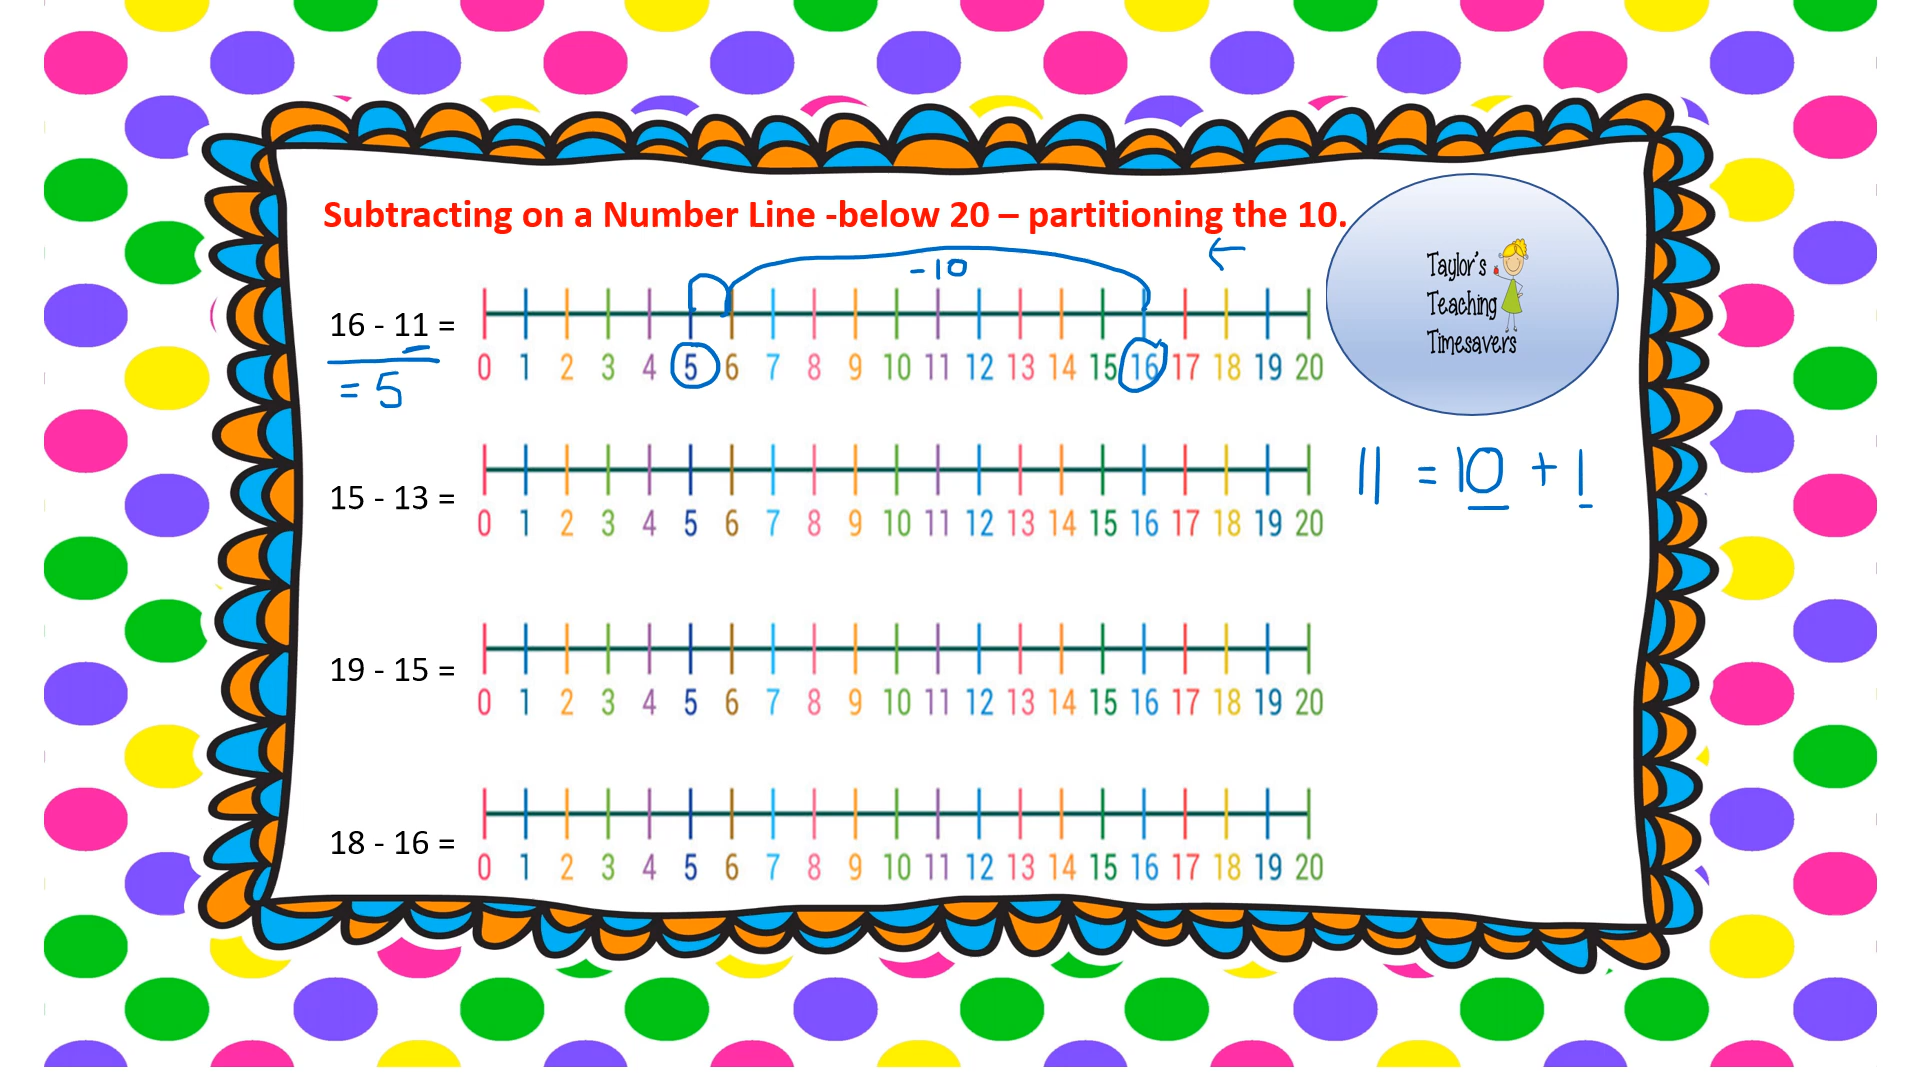 Subtracting on a Number Line -below 20 – partitioning the 10.
←
-10
16 - 11 =
= 5
0 1 2 3 4 5 6 7 8 9 10 11 12 13 14 15 16 17 18 19 20
Taylor's
Teaching
Timesavers
11 = 10 + 1
15 - 13 =
0 1 2 3 4 5 6 7 8 9 10 11 12 13 14 15 16 17 18 19 20
19 - 15 =
0 1 2 3 4 5 6 7 8 9 10 11 12 13 14 15 16 17 18 19 20
18 - 16 =
0 1 2 3 4 5 6 7 8 9 10 11 12 13 14 15 16 17 18 19 20